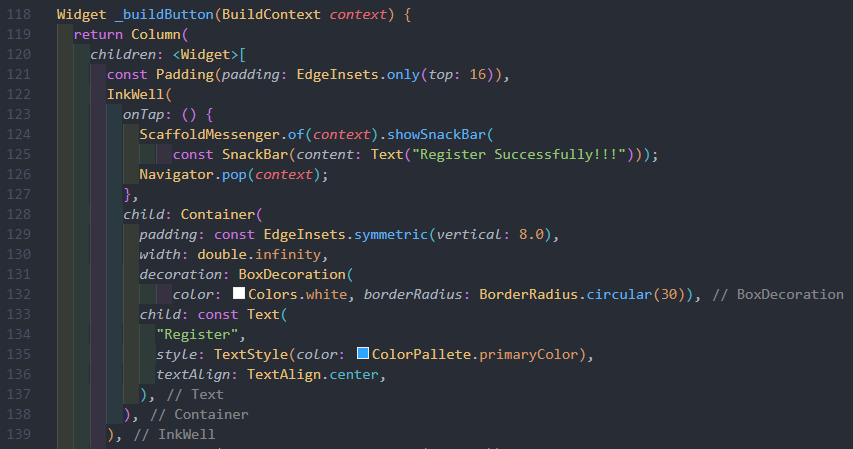 118 Widget _buildButton(BuildContext context) {
119 return Column(
120 children: <Widget>[
121 const Padding(padding: EdgeInsets.only(top: 16)),
122 InkWell(
123 onTap: () {
124 ScaffoldMessenger.of(context).showSnackBar(
125 const SnackBar(content: Text("Register Successfully!!!")));
126 Navigator.pop(context);
127 },
128 child: Container(
129 padding: const EdgeInsets.symmetric(vertical: 8.0),
130 width: double.infinity,
131 decoration: BoxDecoration(
132 color: Colors.white, borderRadius: BorderRadius.circular(30)), // BoxDecoration
133 child: const Text(
134 "Register",
135 style: TextStyle(color: ColorPallete.primaryColor),
136 textAlign: TextAlign.center,
137 ), // Text
138 ), // Container
139 ), // InkWell